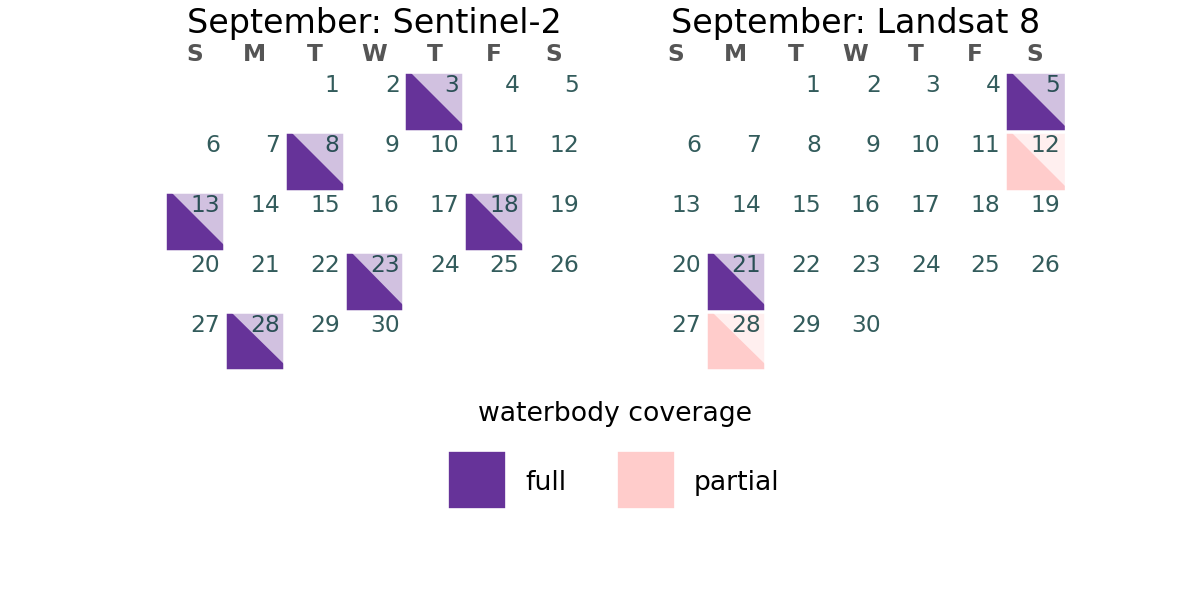 September: Sentinel-2
S M T W T F S
1 2 3 4 5
6 7 8 9 10 11 12
13 14 15 16 17 18 19
20 21 22 23 24 25 26
27 28 29 30
September: Landsat 8
S M T W T F S
1 2 3 4 5
6 7 8 9 10 11 12
13 14 15 16 17 18 19
20 21 22 23 24 25 26
27 28 29 30
waterbody coverage
full
partial